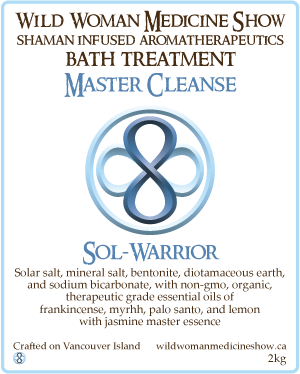 Wild Woman Medicine Show
Shaman Infused Aromatherapeutics
Bath Treatment
Master Cleanse
Sol-Warrior
Solar salt, mineral salt, bentonite, diotamaceous earth,
and sodium bicarbonate, with non-gmo, organic,
therapeutic grade essential oils of
frankincense, myrhh, palo santo, and lemon
with jasmine master essence
Crafted on Vancouver Island wildwomanmedicineshow.ca
2kg